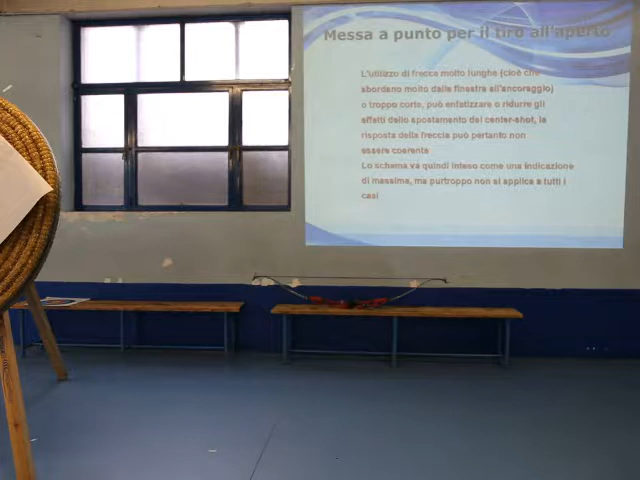 Messa a punto per il tiro all'aperto
L'utilizzo di frecce molto lunghe (cioè che
sbordano molto dalla finestra all'ancoraggio)
o troppo corte, può enfatizzare o ridurre gli
effetti dello spostamento del center-shot, la
risposta della freccia può pertanto non
essere coerente
Lo schema va quindi inteso come una indicazione
di massima, ma purtroppo non si applica a tutti i
casi